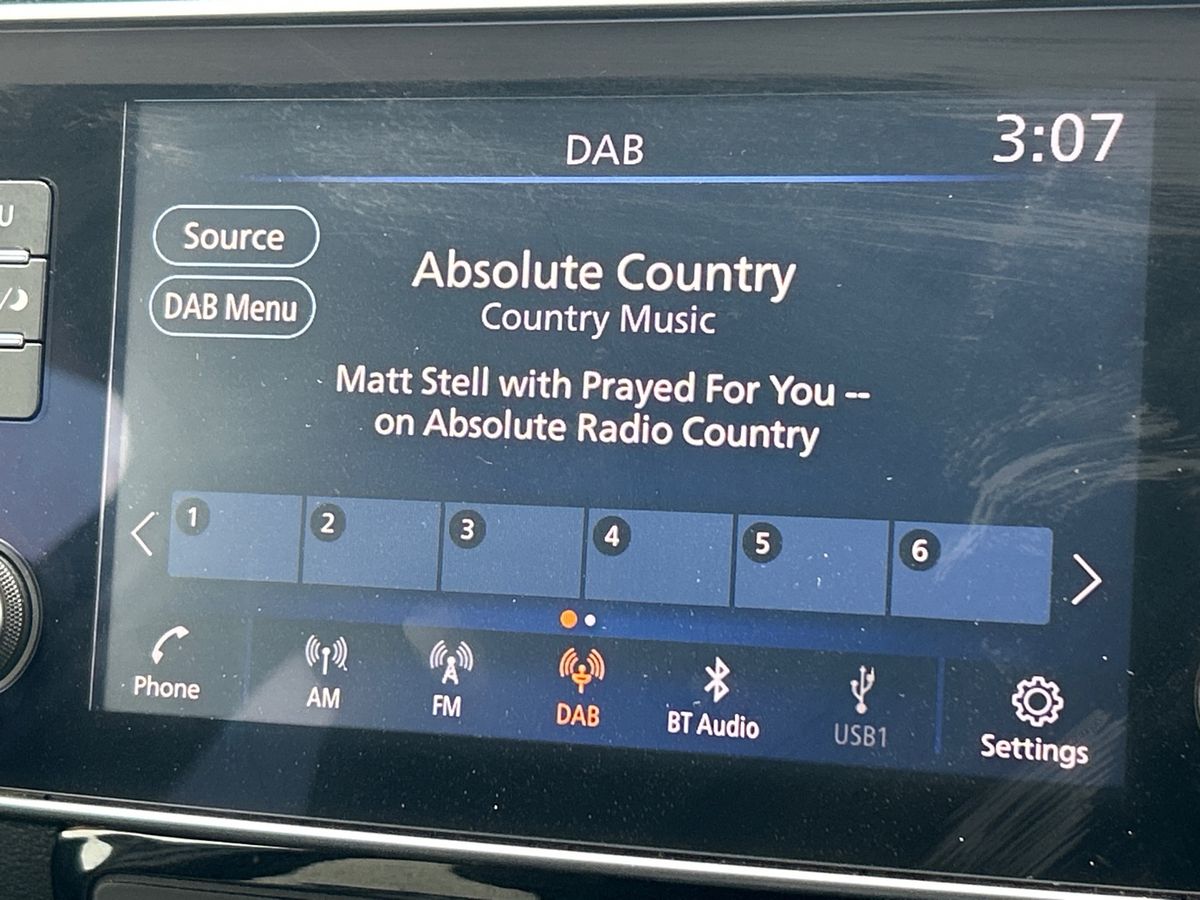 DAB
3:07
Source
Absolute Country
Country Music
DAB Menu
Matt Stell with Prayed For You --
on Absolute Radio Country
1
2
3
4
5
6
Phone
AM
FM
DAB
BT Audio
USB1
Settings